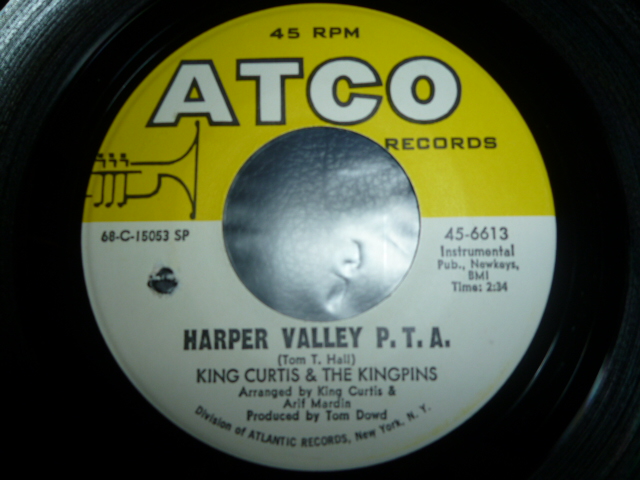 45 RPM
ATCO
RECORDS
68-C-15053 SP
45-6613
Instrumental
Pub., Newkeys,
BMI
Time: 2:34
HARPER VALLEY P. T. A.
(Tom T. Hall)
KING CURTIS & THE KINGPINS
Arranged by King Curtis &
Arif Mardin
Produced by Tom Dowd
Division of ATLANTIC RECORDS, New York, N. Y.